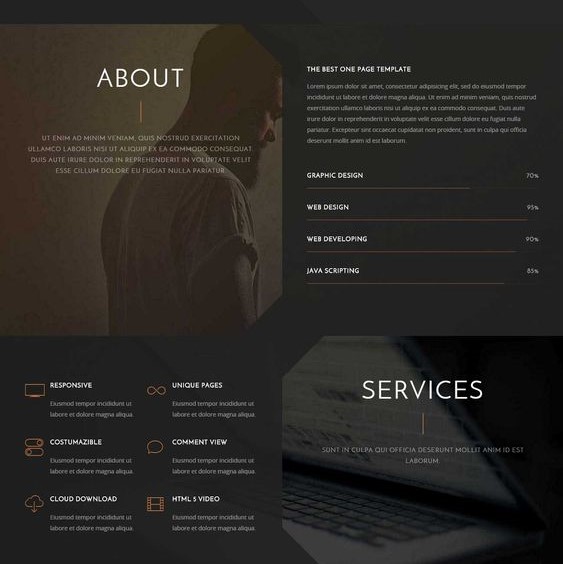 ABOUT
UT ENIM AD MINIM VENIAM, QUIS NOSTRUD EXERCITATION
ULLAMCO LABORIS NISI UT ALIQUIP EX EA COMMODO CONSEQUAT.
DUIS AUTE IRURE DOLOR IN REPREHENDERIT IN VOLUPTATE VELIT
ESSE CILLUM DOLORE EU FUGIAT NULLA PARIATUR
THE BEST ONE PAGE TEMPLATE
Lorem ipsum dolor sit amet, consectetur adipisicing elit, sed do eiusmod tempor
incididunt ut labore et dolore magna aliqua. Ut enim ad minim veniam, quis nostrud
exercitation ullamco laboris nisi ut aliquip ex ea commodo consequat. Duis aute
irure dolor in reprehenderit in voluptate velit esse cillum dolore eu fugiat nulla
pariatur. Excepteur sint occaecat cupidatat non proident, sunt in culpa qui officia
deserunt mollit anim id est laborum.
GRAPHIC DESIGN 70%
WEB DESIGN 95%
WEB DEVELOPING 90%
JAVA SCRIPTING 85%
RESPONSIVE
Eiusmod tempor incididunt ut
labore et dolore magna aliqua.
UNIQUE PAGES
Eiusmod tempor incididunt ut
labore et dolore magna aliqua.
COSTUMAZIBLE
Eiusmod tempor incididunt ut
labore et dolore magna aliqua.
COMMENT VIEW
Eiusmod tempor incididunt ut
labore et dolore magna aliqua.
CLOUD DOWNLOAD
Eiusmod tempor incididunt ut
labore et dolore magna aliqua.
HTML 5 VIDEO
Eiusmod tempor incididunt ut
labore et dolore magna aliqua.
SERVICES
SUNT IN CULPA QUI OFFICIA DESERUNT MOLLIT ANIM ID EST
LABORUM.